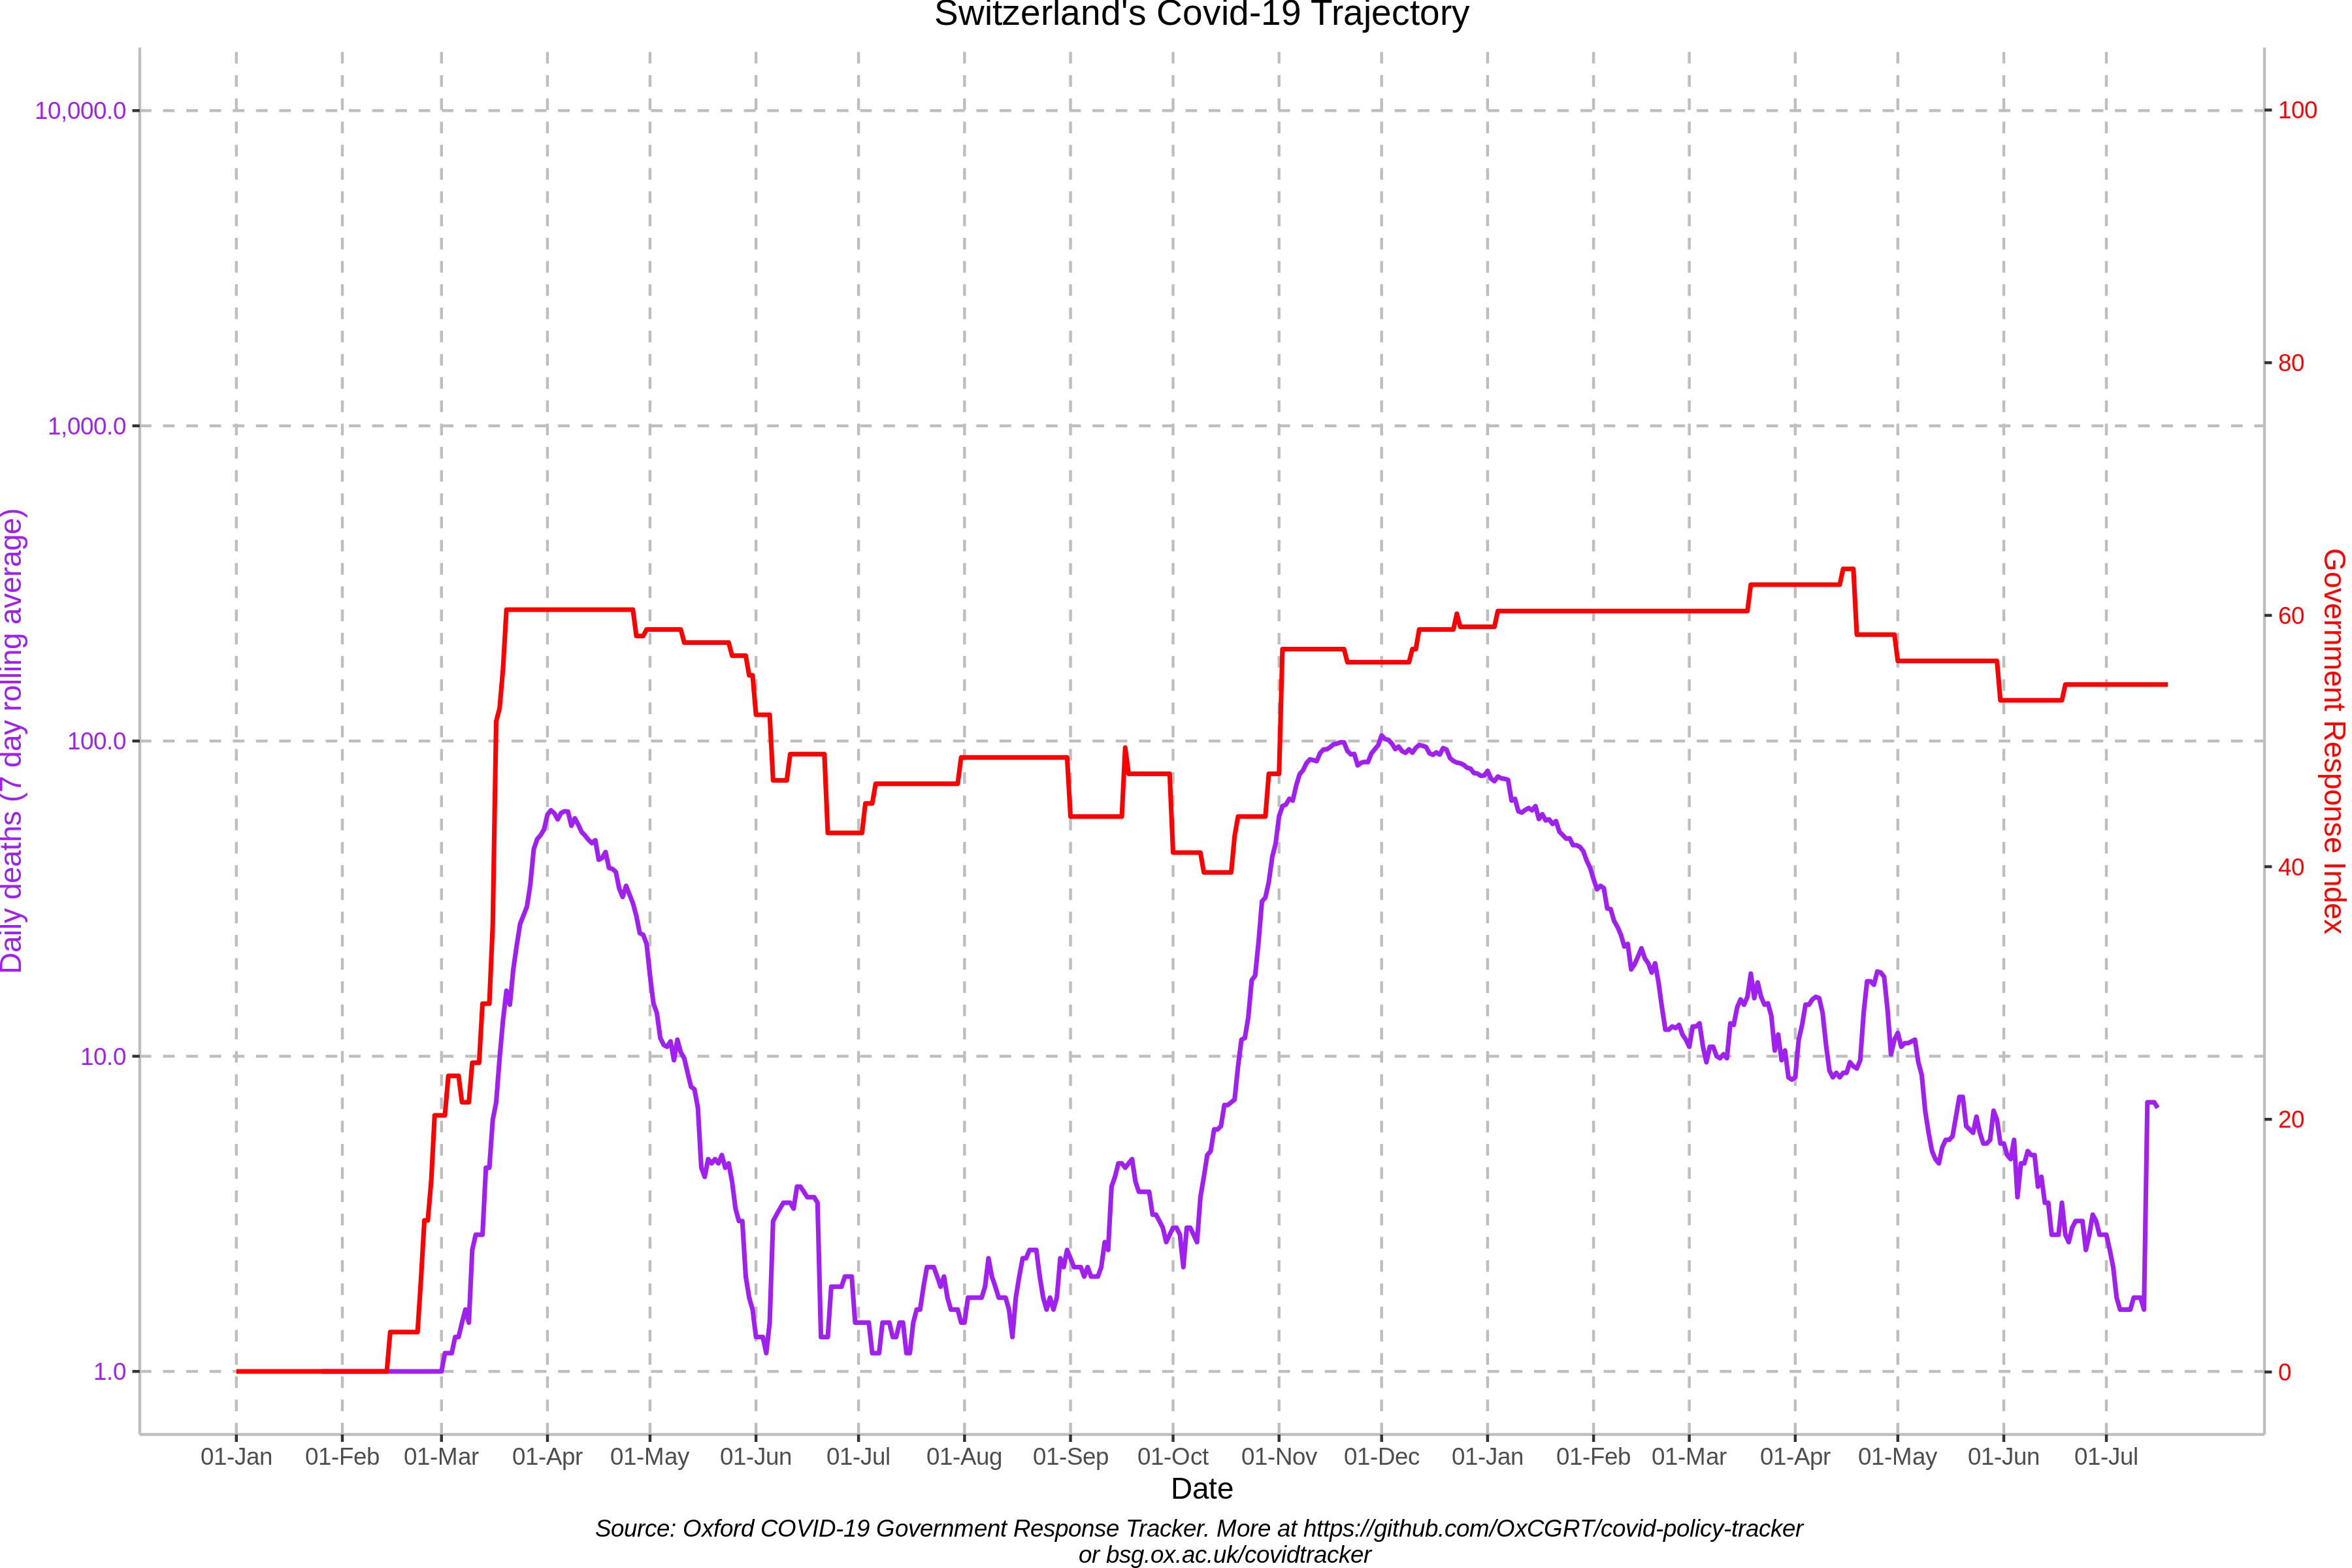 Switzerland's Covid-19 Trajectory
10,000.0
1,000.0
100.0
10.0
1.0
Daily deaths (7 day rolling average)
100
80
60
40
20
0
Government Response Index
01-Jan 01-Feb 01-Mar 01-Apr 01-May 01-Jun 01-Jul 01-Aug 01-Sep 01-Oct 01-Nov 01-Dec 01-Jan 01-Feb 01-Mar 01-Apr 01-May 01-Jun 01-Jul
Date
Source: Oxford COVID-19 Government Response Tracker. More at https://github.com/OxCGRT/covid-policy-tracker
or bsg.ox.ac.uk/covidtracker